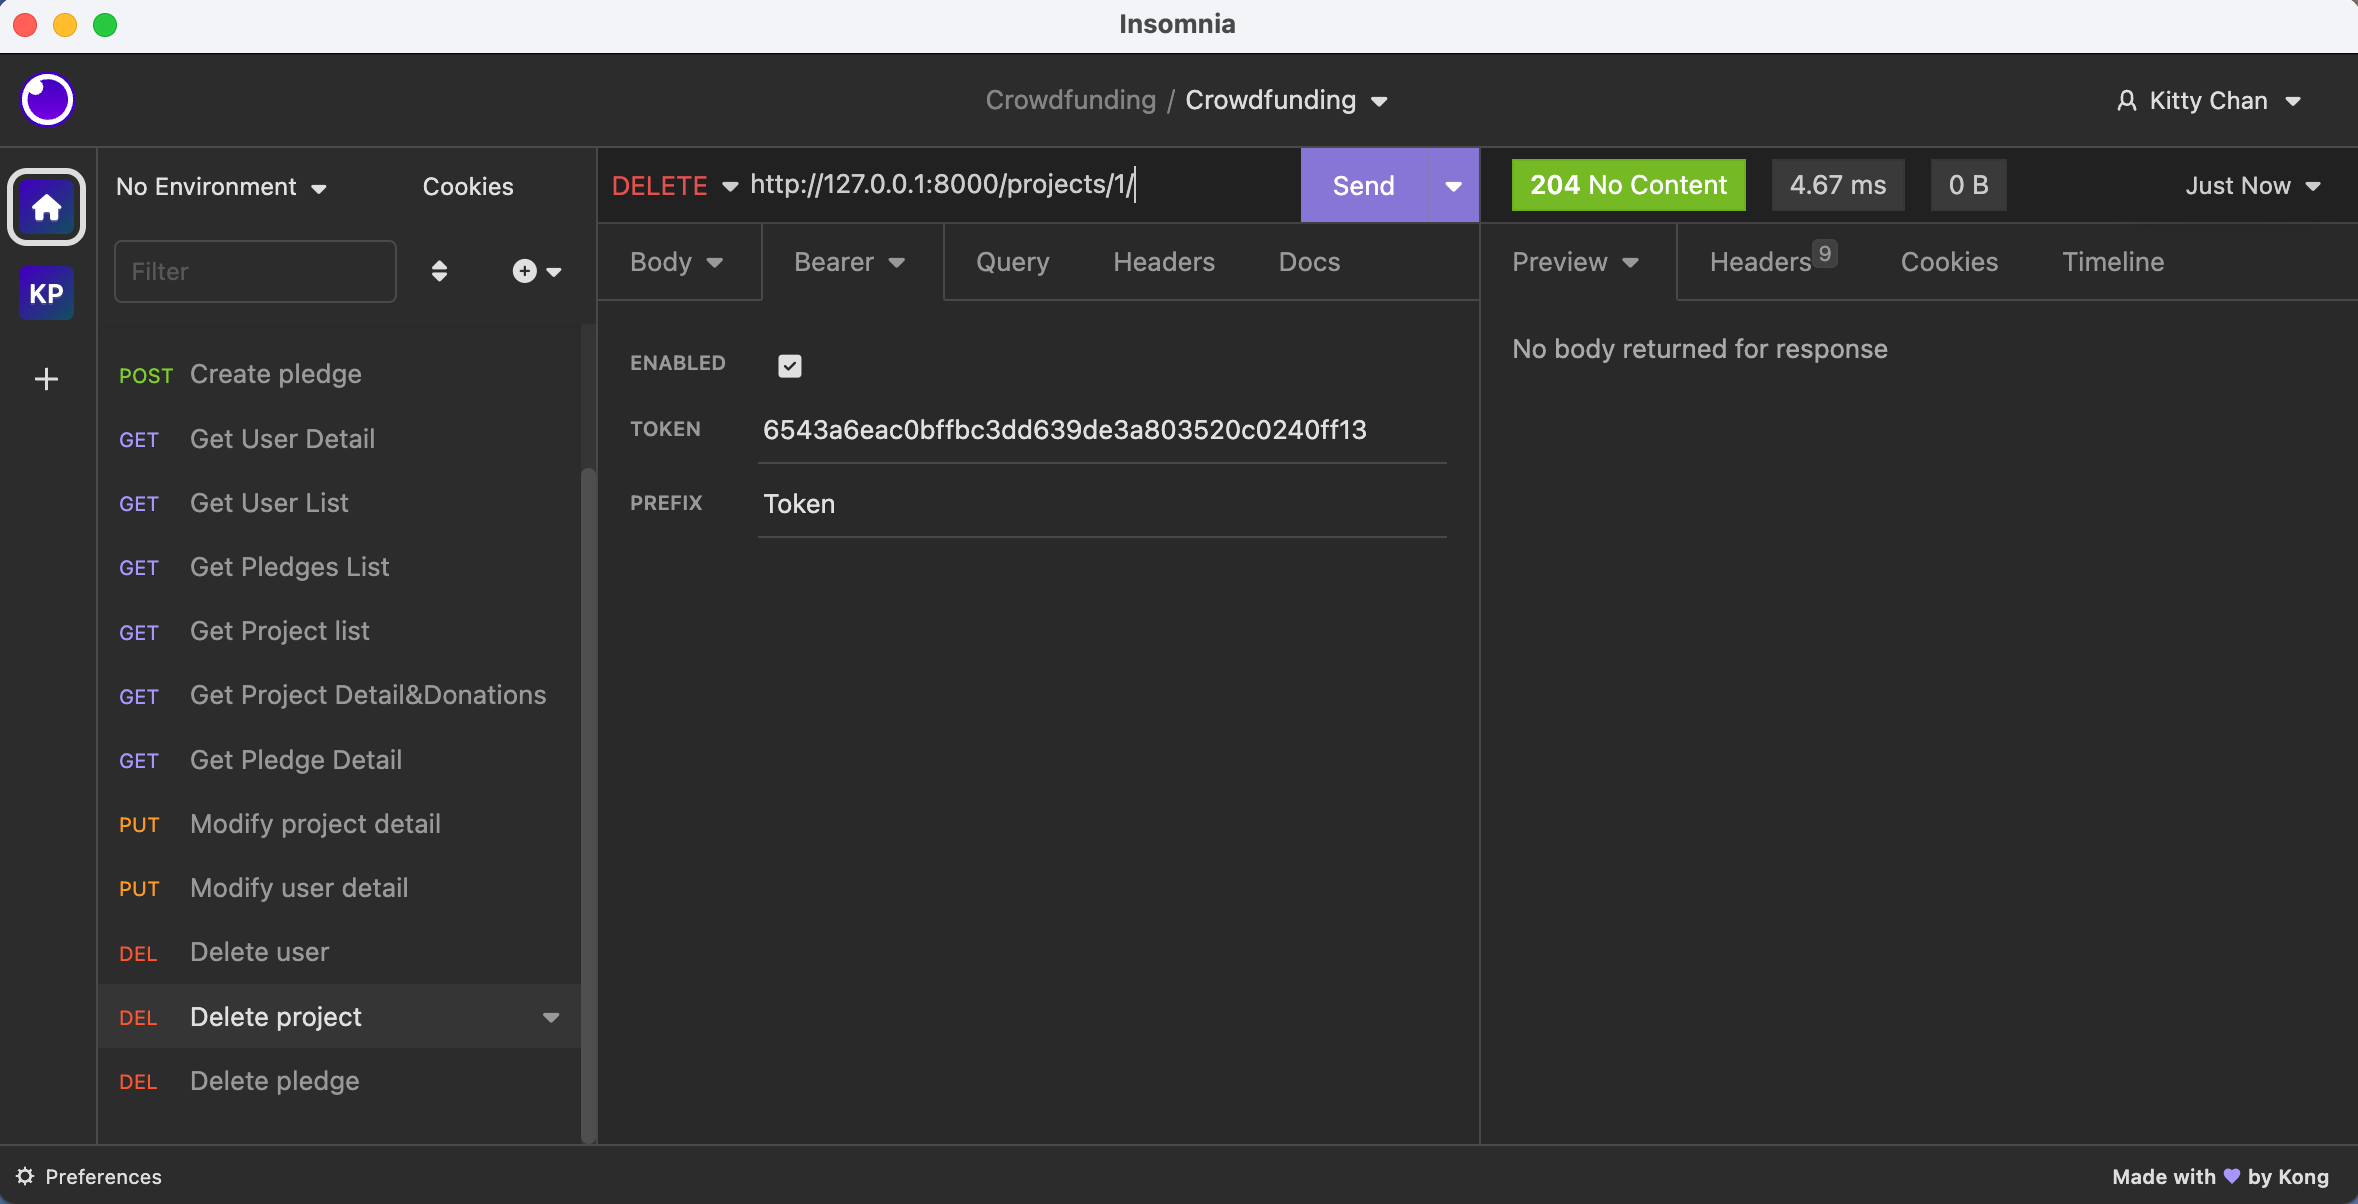 Insomnia
Crowdfunding / Crowdfunding
Kitty Chan
KP
No Environment
Cookies
Filter
POST Create pledge
GET Get User Detail
GET Get User List
GET Get Pledges List
GET Get Project list
GET Get Project Detail&Donations
GET Get Pledge Detail
PUT Modify project detail
PUT Modify user detail
DEL Delete user
DEL Delete project
DEL Delete pledge
DELETE http://127.0.0.1:8000/projects/1/
Send
Body Bearer Query Headers Docs
ENABLED
TOKEN 6543a6eac0bffbc3dd639de3a803520c0240ff13
PREFIX Token
204 No Content 4.67 ms 0 B Just Now
Preview Headers 9 Cookies Timeline
No body returned for response
Preferences
Made with 💜 by Kong